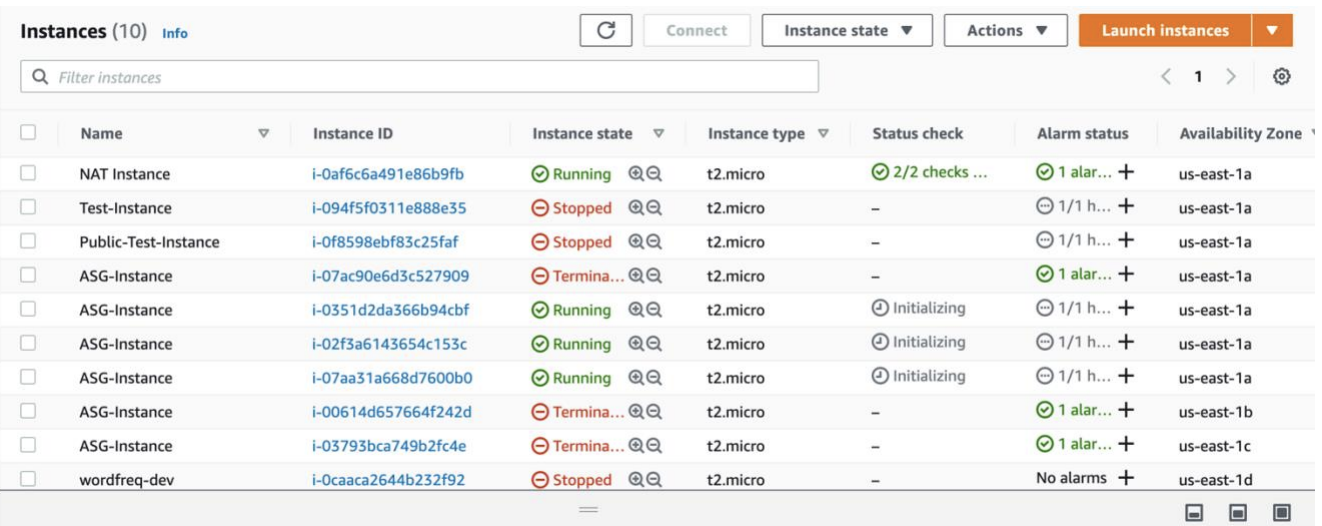 Instances (10) Info Connect Instance state Actions Launch instances
Filter instances 1
Name Instance ID Instance state Instance type Status check Alarm status Availability Zone
NAT Instance i-0af6c6a491e86b9fb Running t2.micro 2/2 checks ... 1 alar... + us-east-1a
Test-Instance i-094f5f0311e888e35 Stopped t2.micro – 1/1 h... + us-east-1a
Public-Test-Instance i-0f8598ebf83c25faf Stopped t2.micro – 1/1 h... + us-east-1a
ASG-Instance i-07ac90e6d3c527909 Termina... t2.micro – 1 alar... + us-east-1a
ASG-Instance i-0351d2da366b94cbf Running t2.micro Initializing 1/1 h... + us-east-1a
ASG-Instance i-02f3a6143654c153c Running t2.micro Initializing 1/1 h... + us-east-1a
ASG-Instance i-07aa31a668d7600b0 Running t2.micro Initializing 1/1 h... + us-east-1a
ASG-Instance i-00614d657664f242d Termina... t2.micro – 1 alar... + us-east-1b
ASG-Instance i-03793bca749b2fc4e Termina... t2.micro – 1 alar... + us-east-1c
wordfreq-dev i-0caaca2644b232f92 Stopped t2.micro – No alarms + us-east-1d